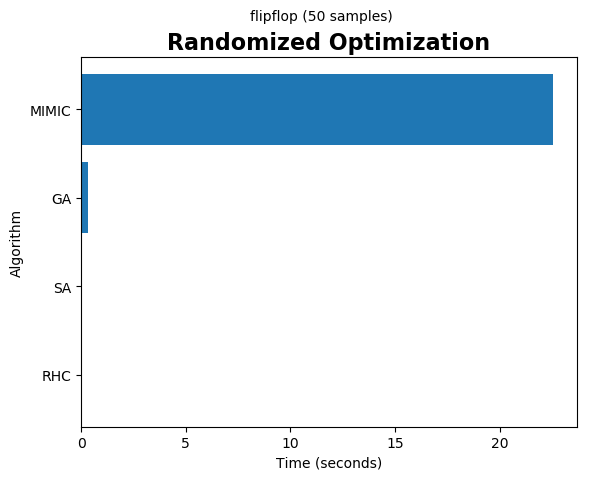 flipflop (50 samples)
Randomized Optimization
MIMIC
GA
SA
RHC
Algorithm
0 5 10 15 20
Time (seconds)